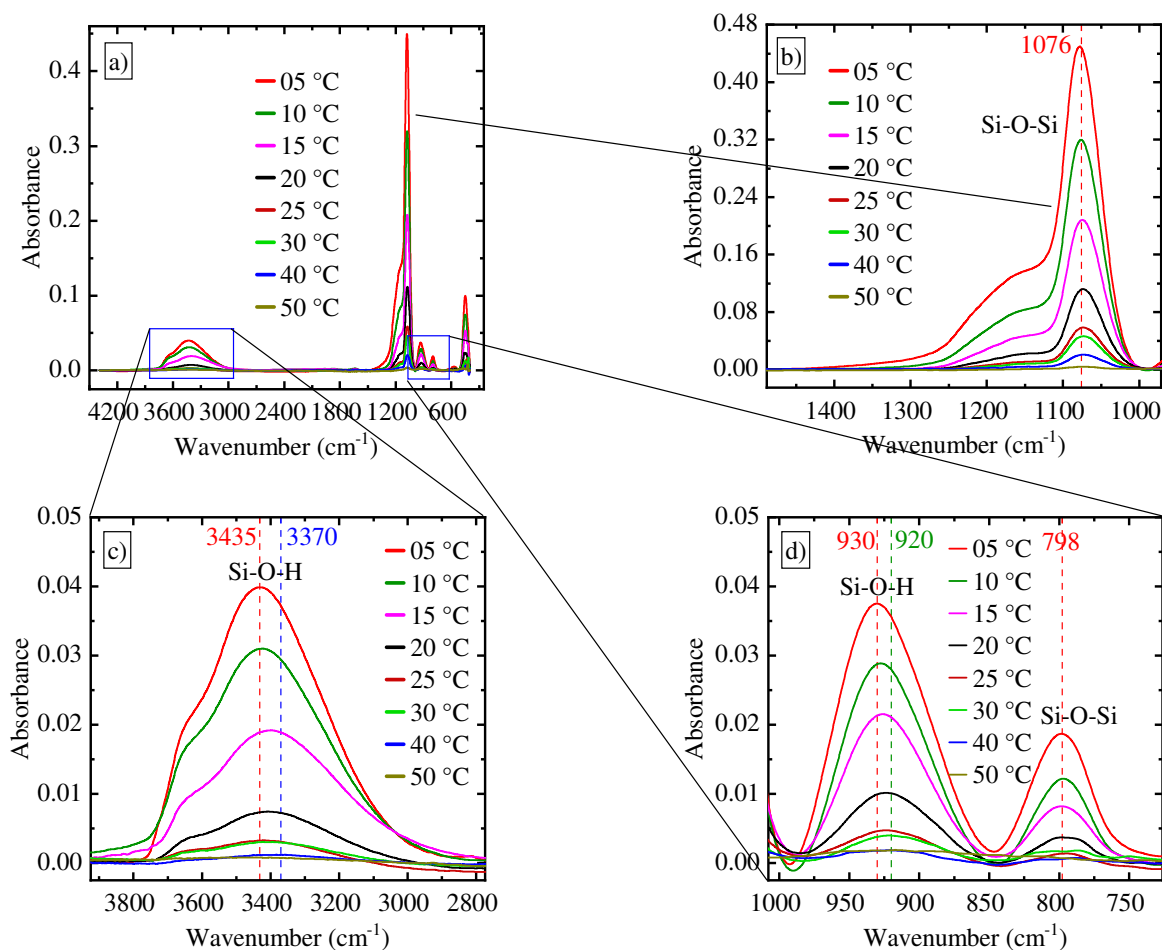 a)
05 °C
10 °C
15 °C
20 °C
25 °C
30 °C
40 °C
50 °C
0.4
0.3
0.2
0.1
0.0
Absorbance
4200 3600 3000 2400 1800 1200 600
Wavenumber (cm-1)
b)
1076
Si-O-Si
05 °C
10 °C
15 °C
20 °C
25 °C
30 °C
40 °C
50 °C
0.48
0.40
0.32
0.24
0.16
0.08
0.00
Absorbance
1400 1300 1200 1100 1000
Wavenumber (cm-1)
c)
3435 3370
Si-O-H
05 °C
10 °C
15 °C
20 °C
25 °C
30 °C
40 °C
50 °C
0.05
0.04
0.03
0.02
0.01
0.00
Absorbance
3800 3600 3400 3200 3000 2800
Wavenumber (cm-1)
d)
930 920 798
Si-O-H
Si-O-Si
05 °C
10 °C
15 °C
20 °C
25 °C
30 °C
40 °C
50 °C
0.05
0.04
0.03
0.02
0.01
0.00
Absorbance
1000 950 900 850 800 750
Wavenumber (cm-1)